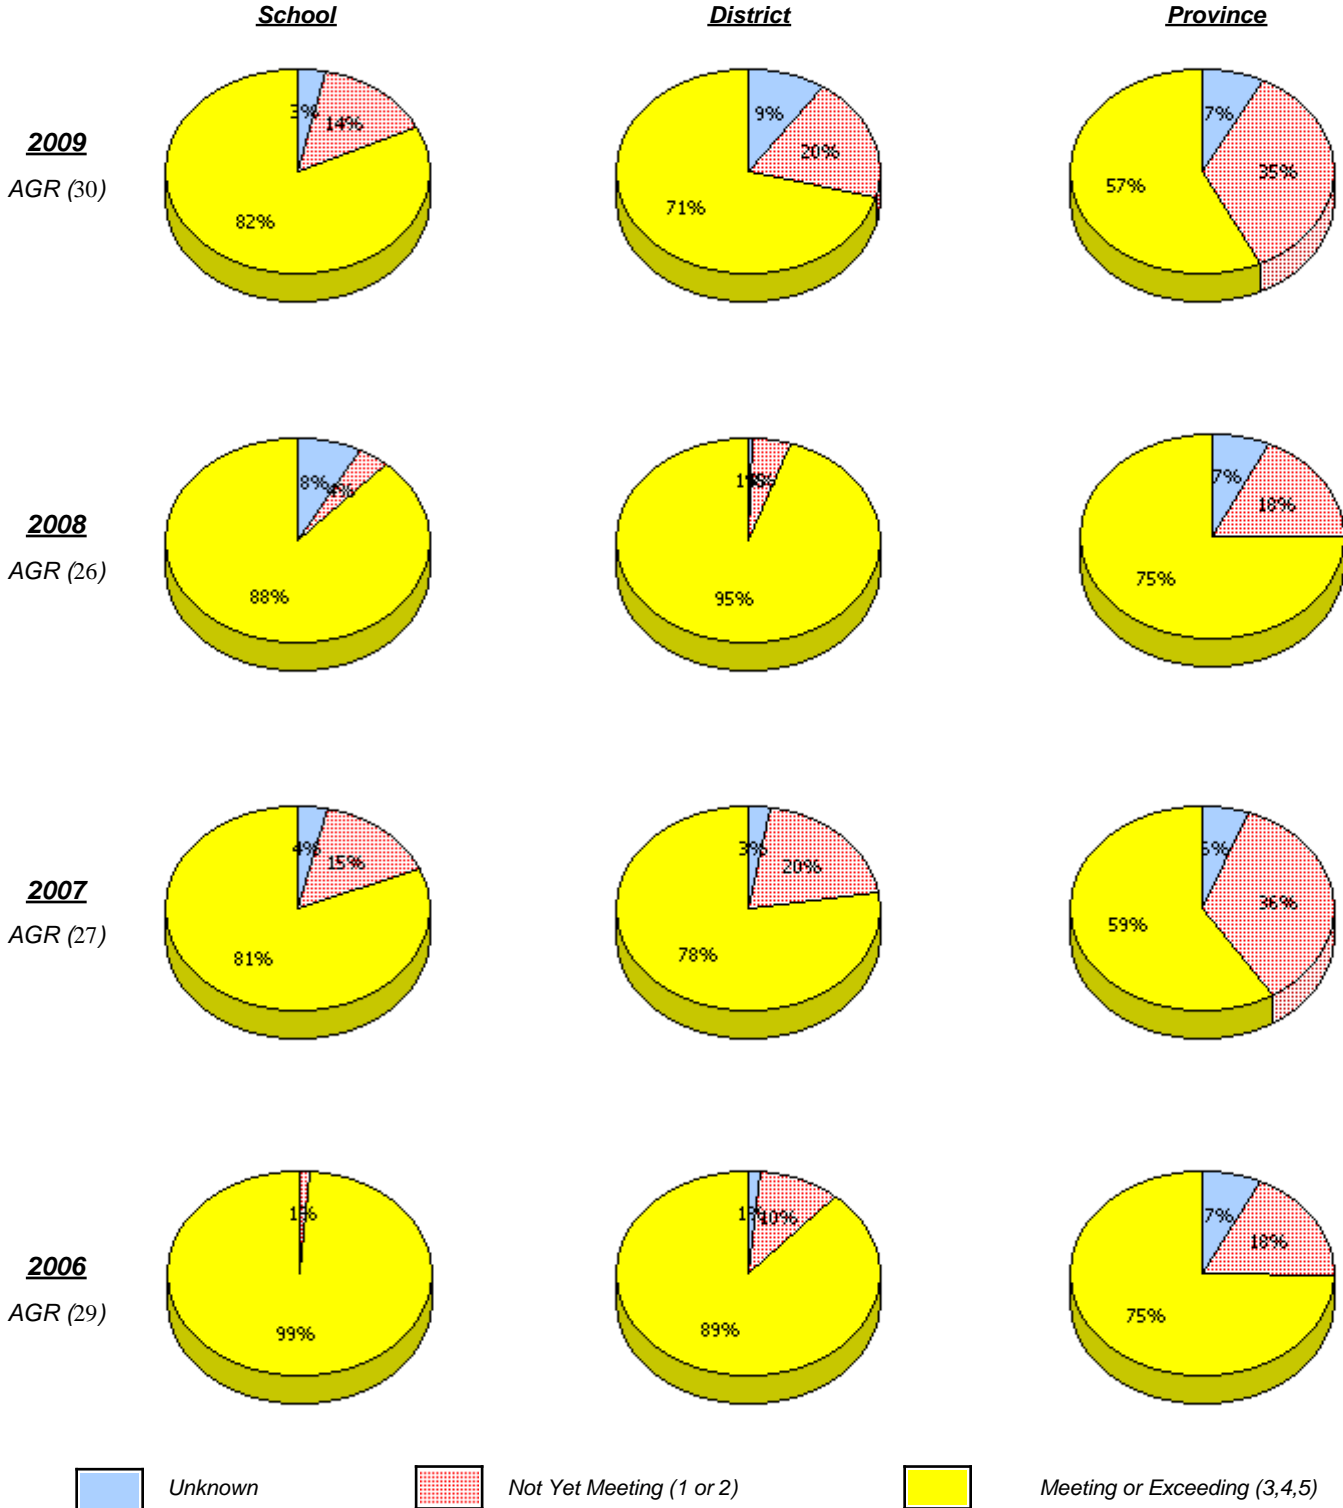 School District Province
2009
AGR (30)
3% 14% 82%
9% 20% 71%
7% 35% 57%
2008
AGR (26)
8% 4% 88%
1% 95%
7% 18% 75%
2007
AGR (27)
4% 15% 81%
3% 20% 78%
36% 59%
2006
AGR (29)
1% 99%
1% 10% 89%
7% 18% 75%
Unknown Not Yet Meeting (1 or 2) Meeting or Exceeding (3,4,5)